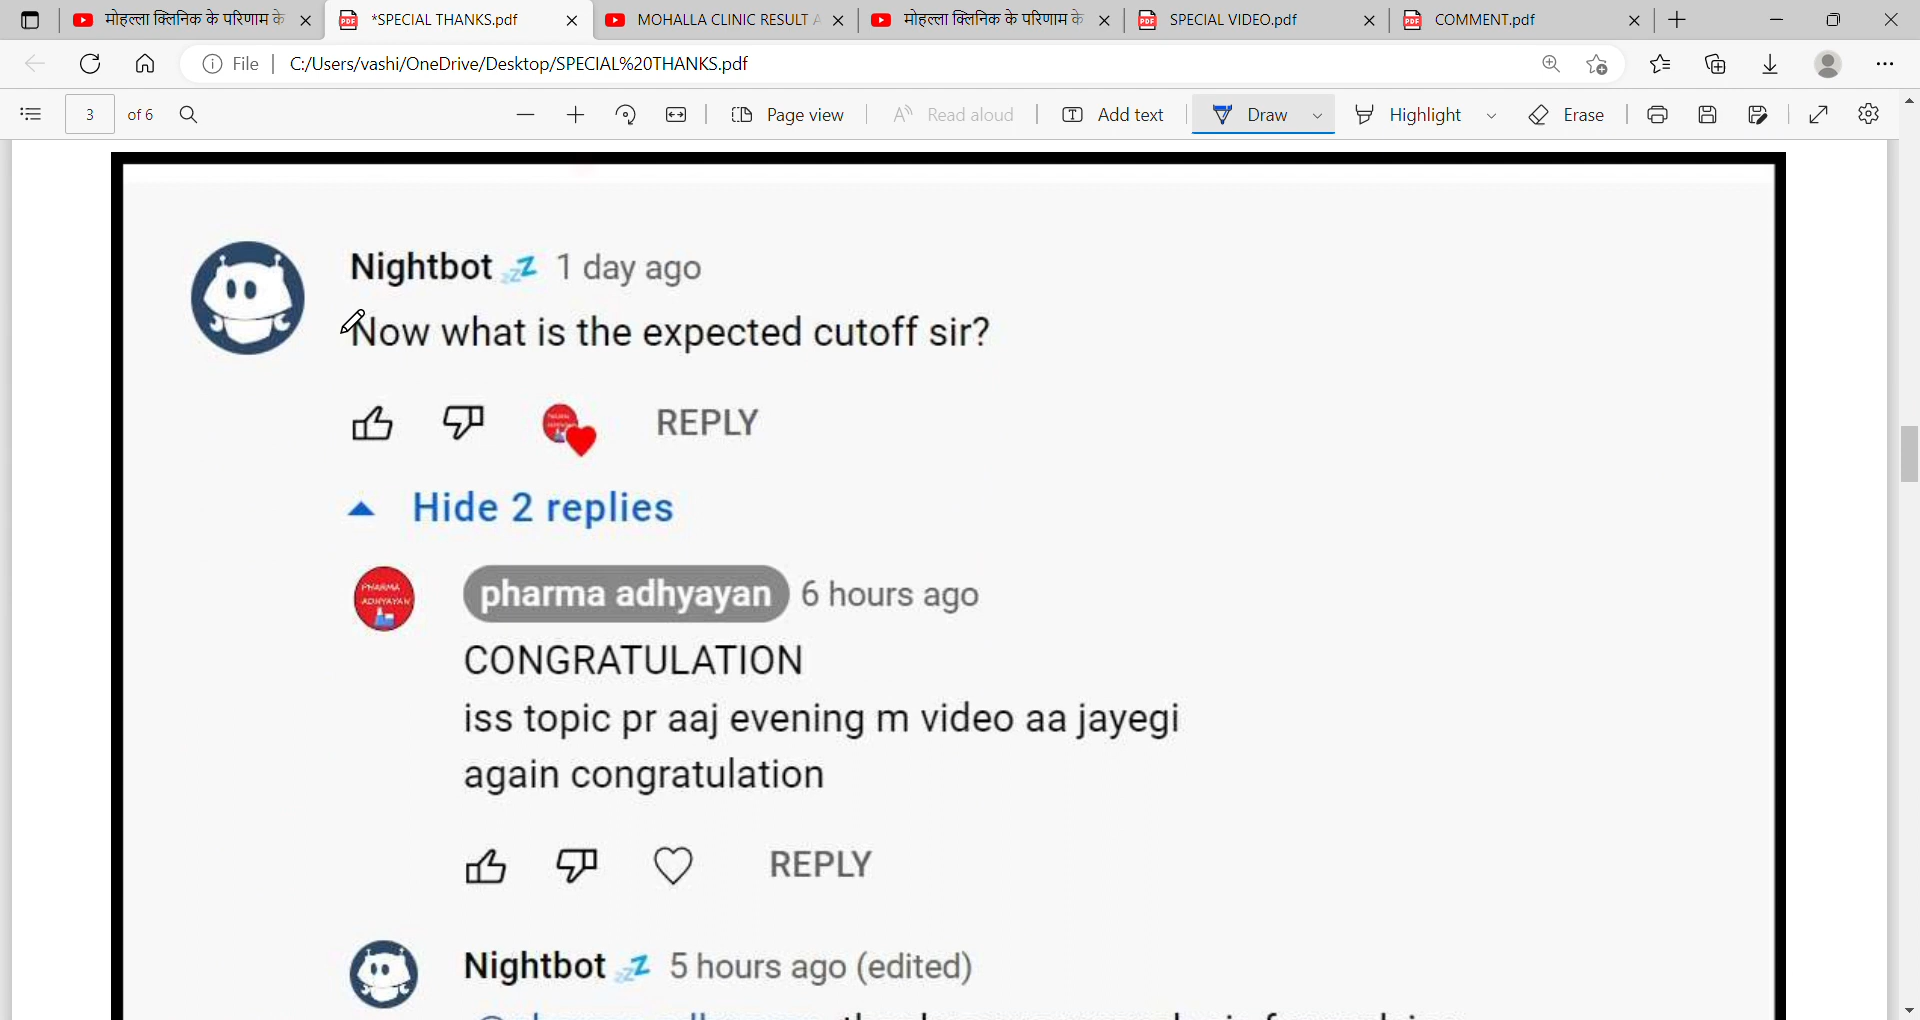 मोहल्ला क्लिनिक के परिणाम के
*SPECIAL THANKS.pdf
MOHALLA CLINIC RESULT A
मोहल्ला क्लिनिक के परिणाम के
SPECIAL VIDEO.pdf
COMMENT.pdf
File
C:/Users/vashi/OneDrive/Desktop/SPECIAL%20THANKS.pdf
3 of 6
Page view
Read aloud
Add text
Draw
Highlight
Erase
Nightbot 1 day ago
Now what is the expected cutoff sir?
REPLY
Hide 2 replies
PHARMA
ADHYAYAN
pharma adhyayan 6 hours ago
CONGRATULATION
iss topic pr aaj evening m video aa jayegi
again congratulation
REPLY
Nightbot 5 hours ago (edited)